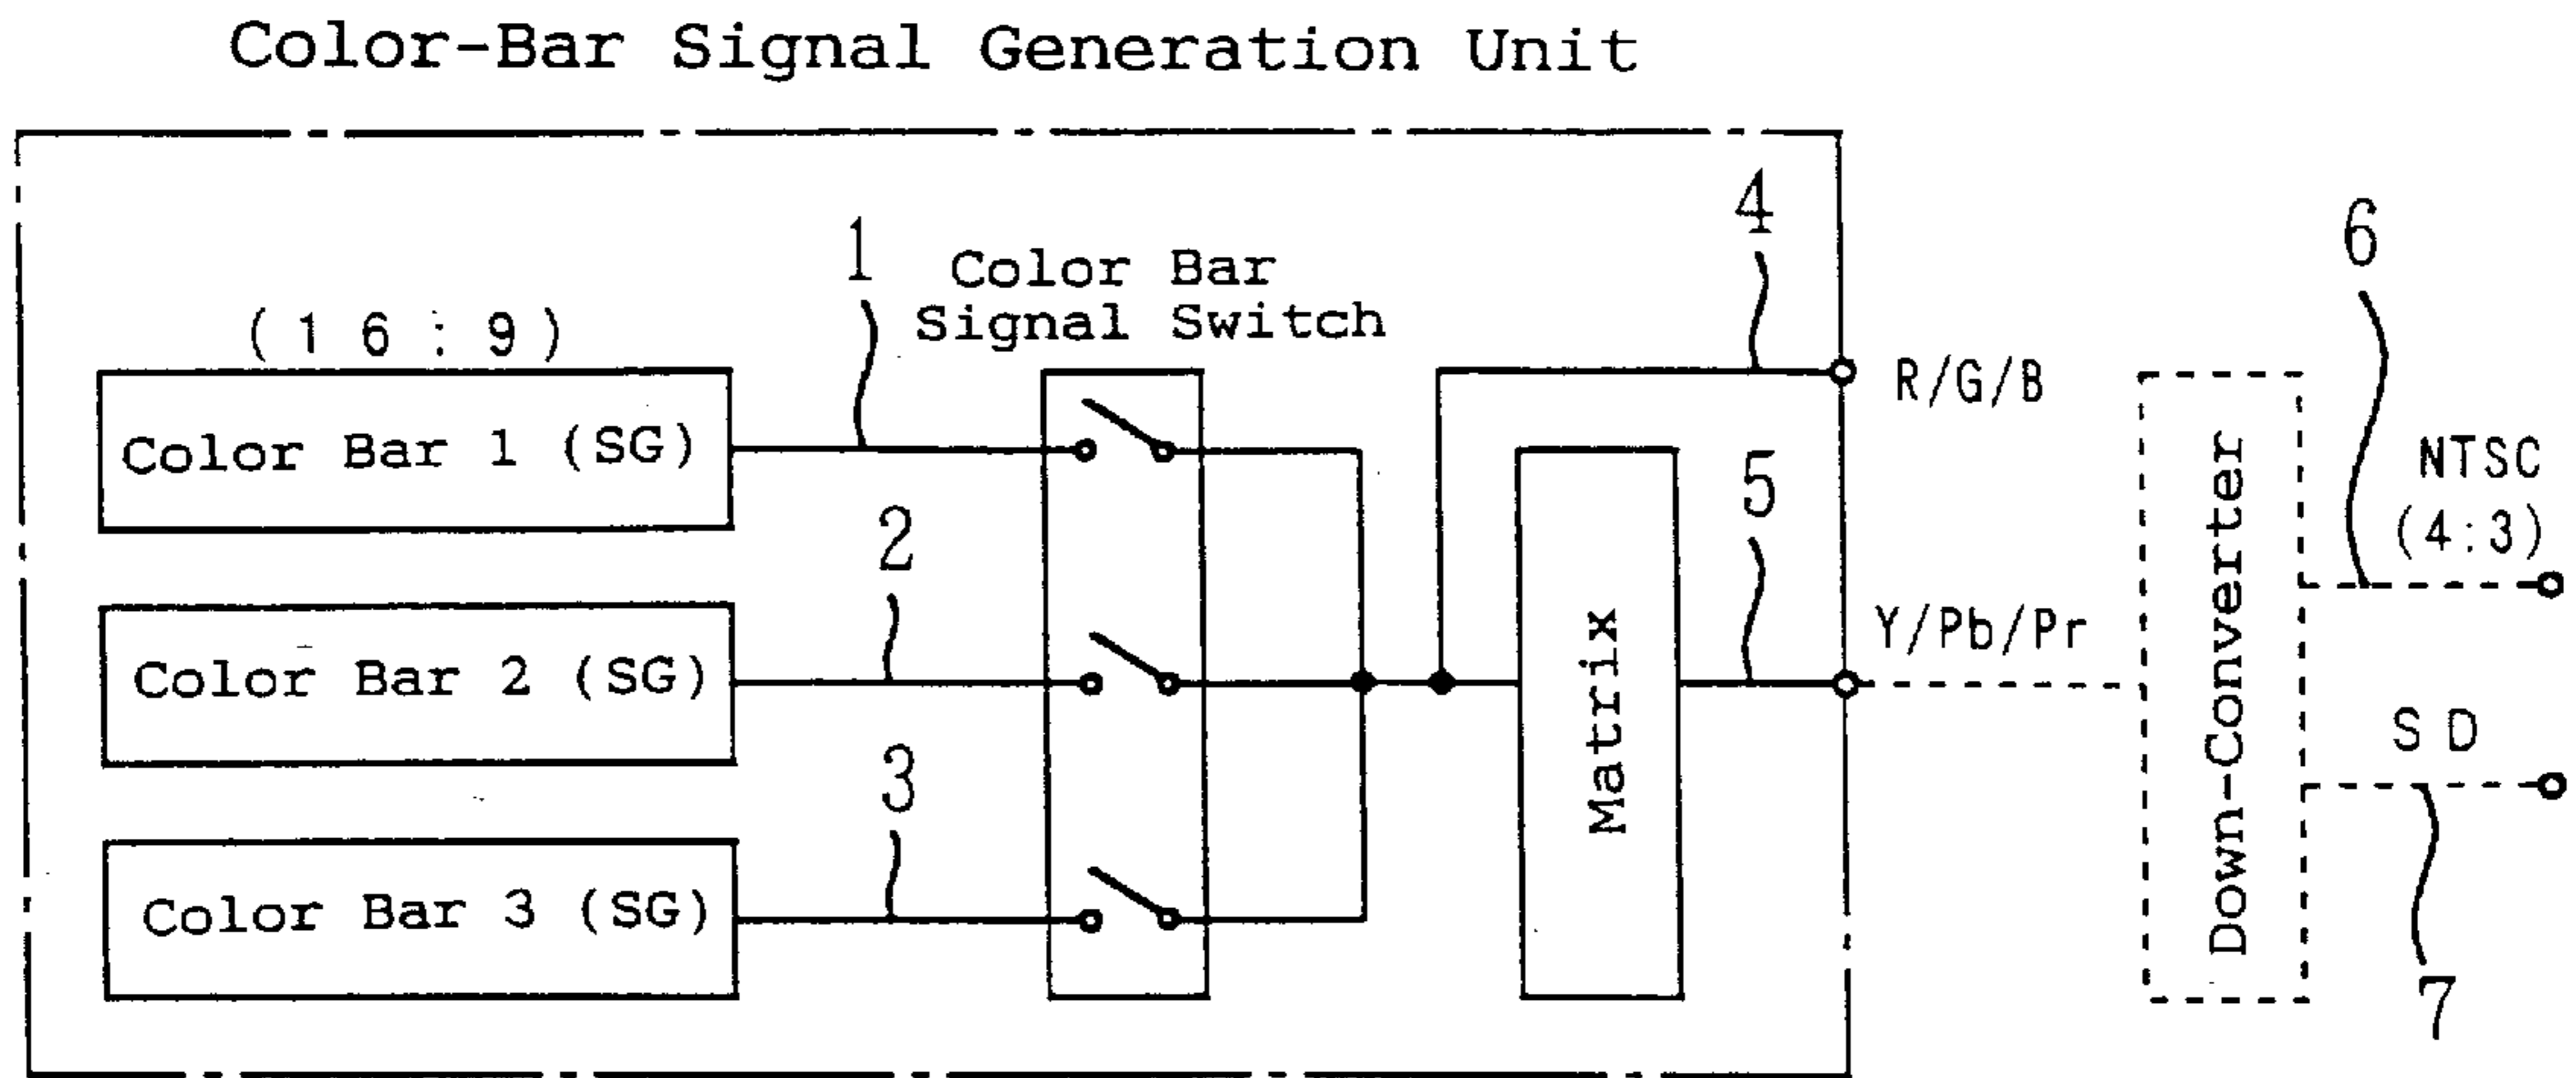 Color-Bar Signal Generation Unit
1
Color Bar
Signal Switch
4
6
(16:9)
Color Bar 1 (SG)
R/G/B
NTSC
(4:3)
2
5
Color Bar 2 (SG)
Matrix
Y/Pb/Pr
Down-Converter
SD
3
Color Bar 3 (SG)
7